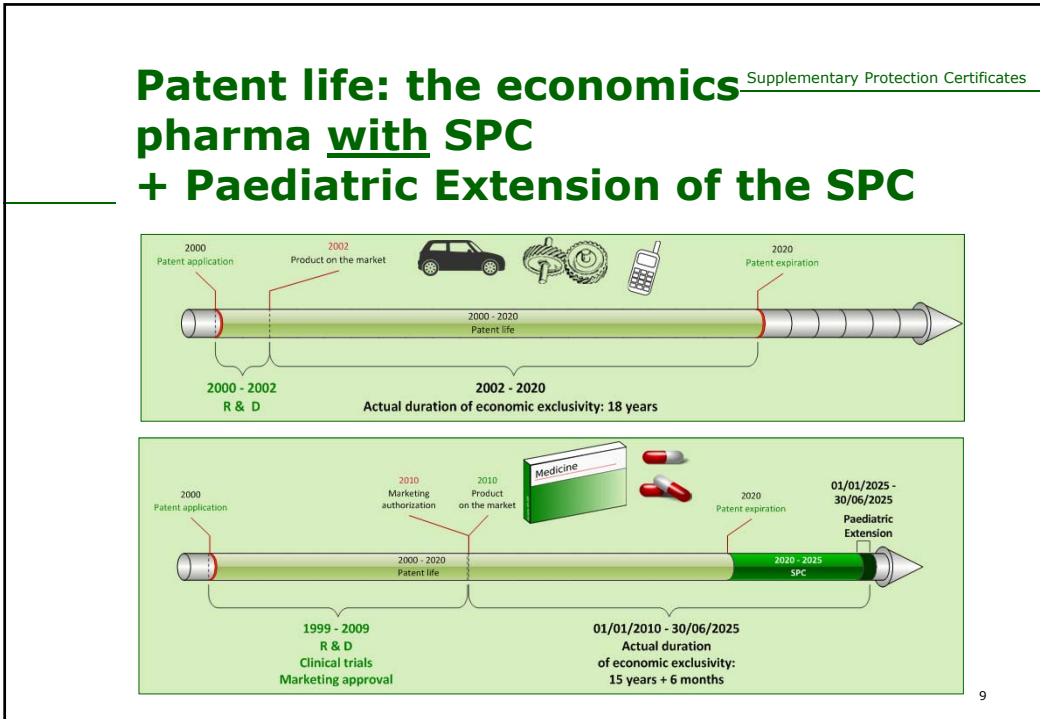 Supplementary Protection Certificates
Patent life: the economics
pharma with SPC
+ Paediatric Extension of the SPC
2000
Patent application
2002
Product on the market
2020
Patent expiration
2000 - 2020
Patent life
2000 - 2002
R & D
2002 - 2020
Actual duration of economic exclusivity: 18 years
2000
Patent application
2010
Marketing
authorization
2010
Product
on the market
Medicine
2020
Patent expiration
01/01/2025 -
30/06/2025
Paediatric
Extension
2000 - 2020
Patent life
2020 - 2025
SPC
1999 - 2009
R & D
Clinical trials
Marketing approval
01/01/2010 - 30/06/2025
Actual duration
of economic exclusivity:
15 years + 6 months
9